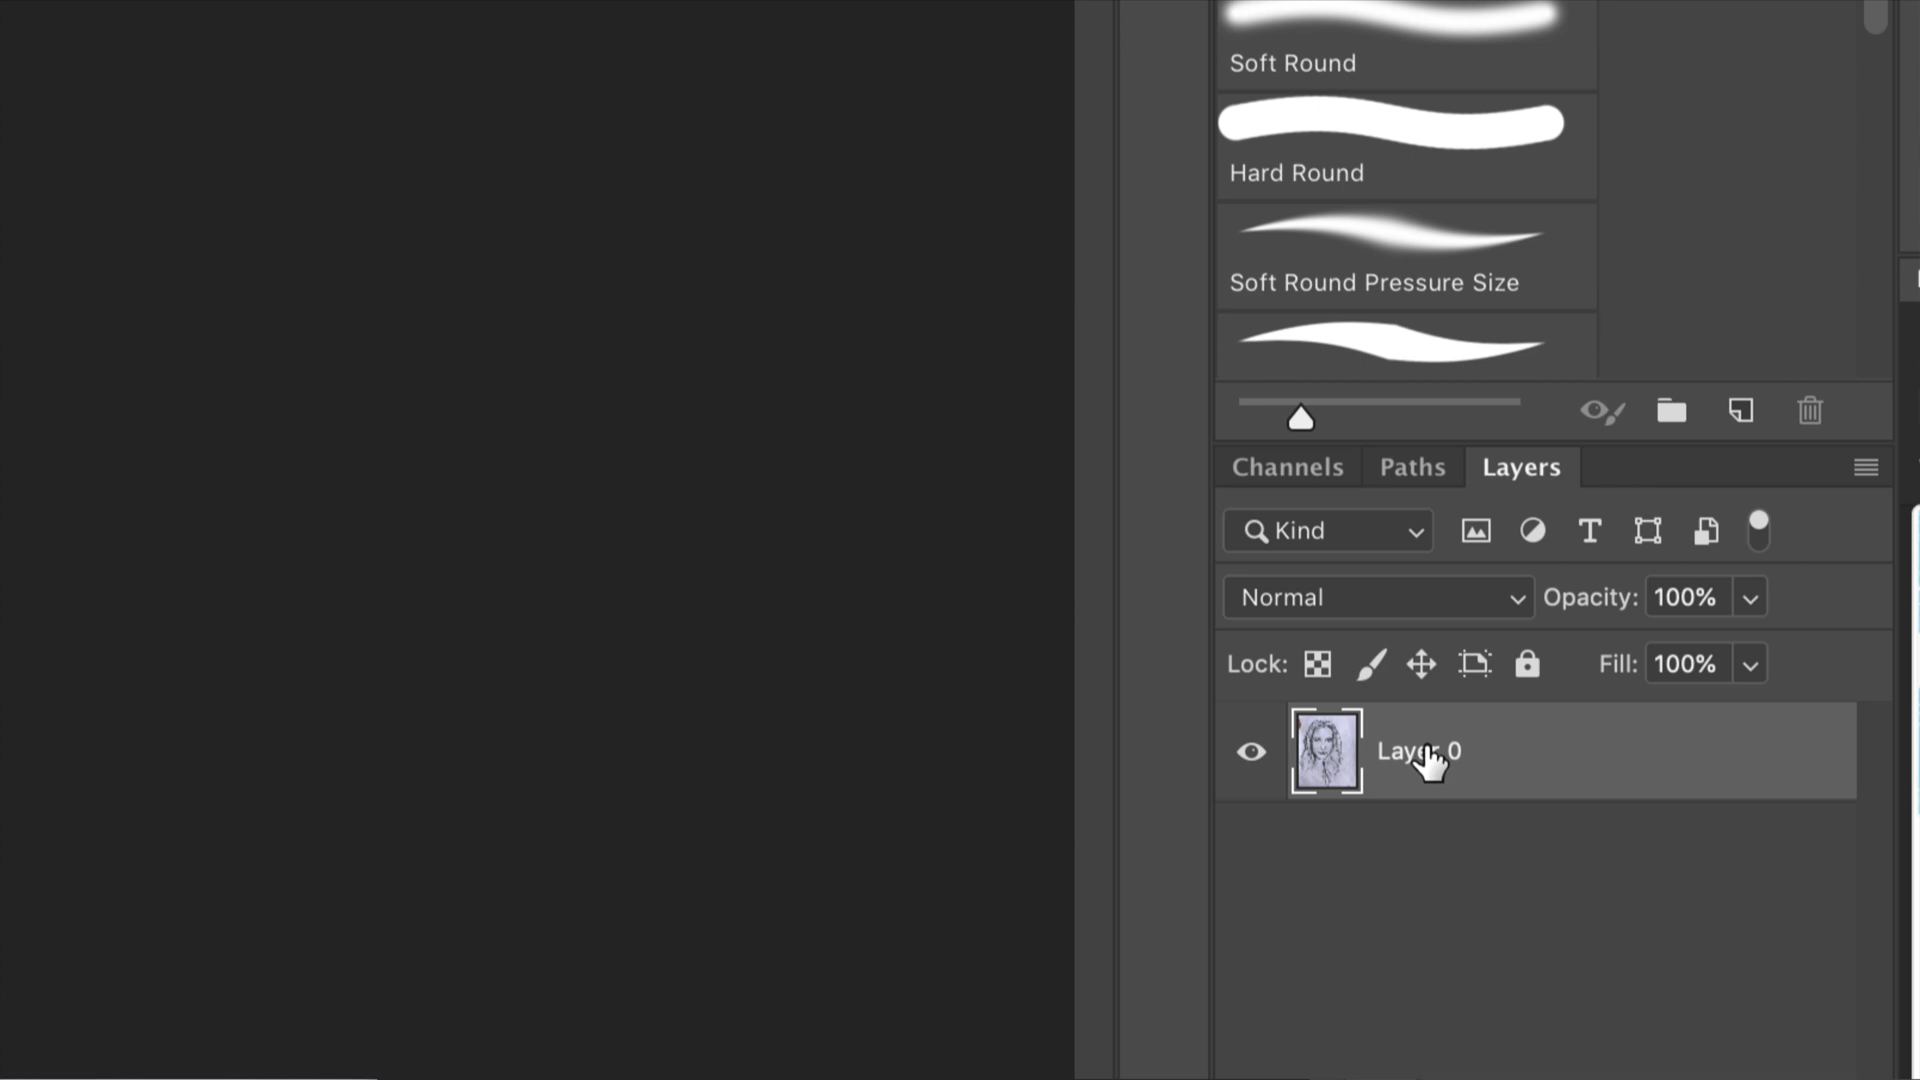 Soft Round
Hard Round
Soft Round Pressure Size
Channels Paths Layers
Kind
Normal Opacity: 100%
Lock: Fill: 100%
Layer 0